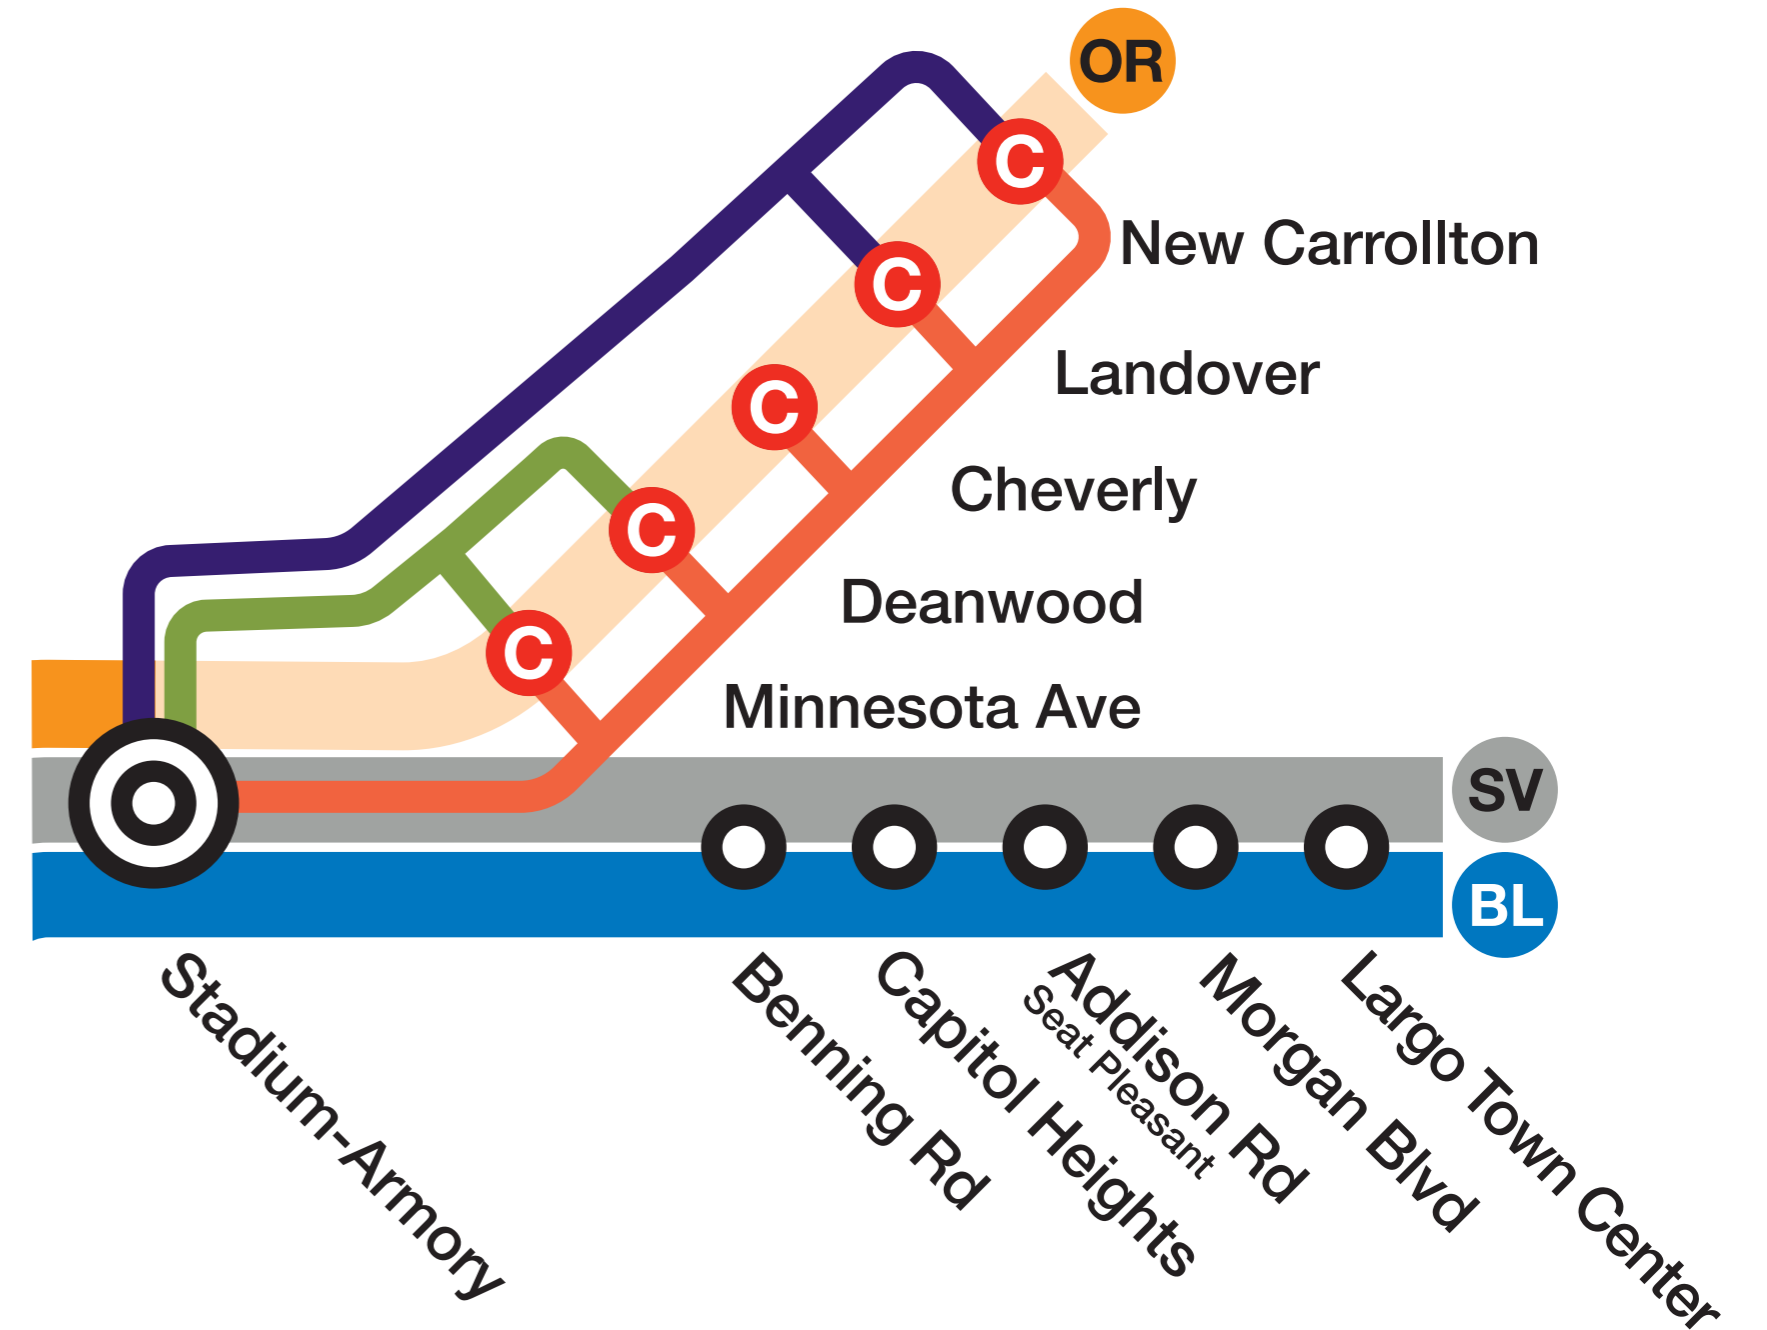 OR
C
New Carrollton
C
Landover
C
Cheverly
C
Deanwood
C
Minnesota Ave
SV
BL
Stadium-Armory
Benning Rd
Capitol Heights
Addison Rd
Seat Pleasant
Morgan Blvd
Largo Town Center